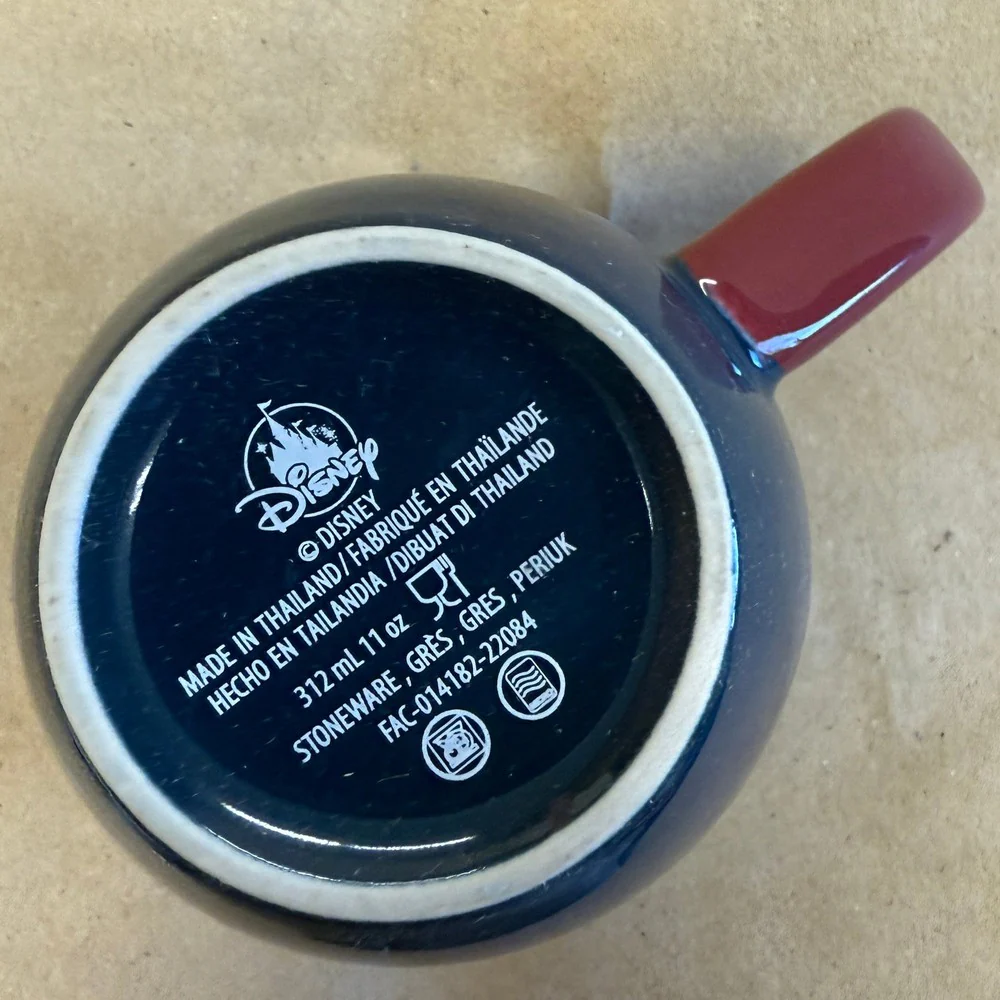 Disney
© DISNEY
MADE IN THAILAND / FABRIQUÉ EN THAÏLANDE
HECHO EN TAILANDIA /DIBUAT DI THAILAND
312 mL 11 oz
STONEWARE , GRÈS , GRES , PERIUK
FAC-014182-22084